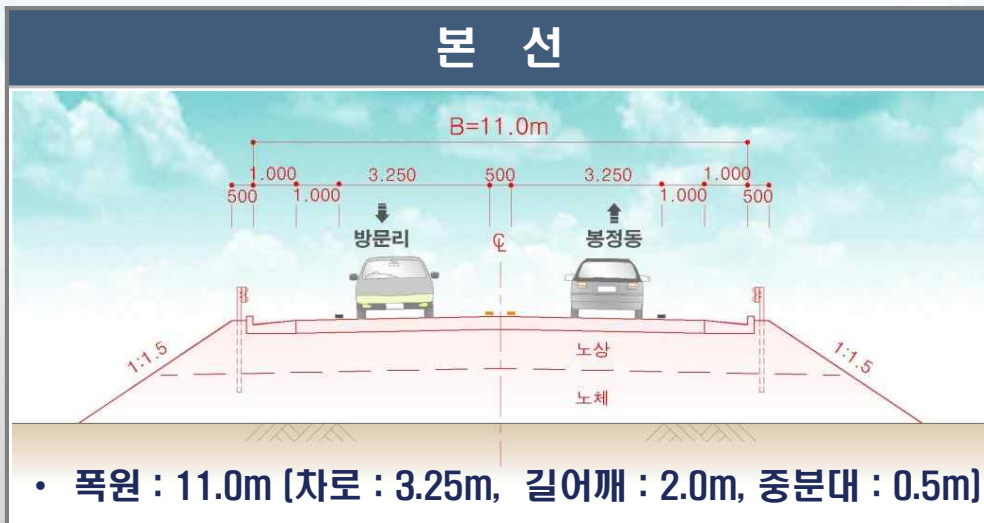 본 선
B=11.0m
1.000 3.250 500 3.250 1.000
500 1.000 1.000 500
방문리 ℄ 봉정동
1:1.5 노상 1:1.5
노체
• 폭원 : 11.0m (차로 : 3.25m, 길어깨 : 2.0m, 중분대 : 0.5m)